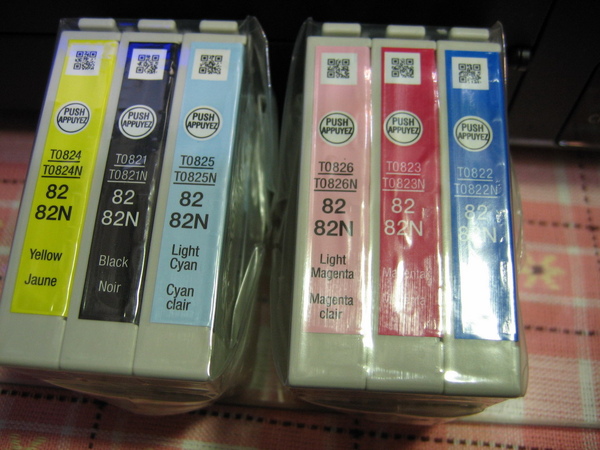 PUSH
APPUYEZ
T0824
T0824N
82
82N
Yellow
Jaune
PUSH
APPUYEZ
T0821
T0821N
82
82N
Black
Noir
PUSH
APPUYEZ
T0825
T0825N
82
82N
Light
Cyan
Cyan
clair
PUSH
APPUYEZ
T0826
T0826N
82
82N
Light
Magenta
Magenta
clair
PUSH
APPUYEZ
T0823
T0823N
82
82N
Magenta
PUSH
APPUYEZ
T0822
T0822N
82
82N